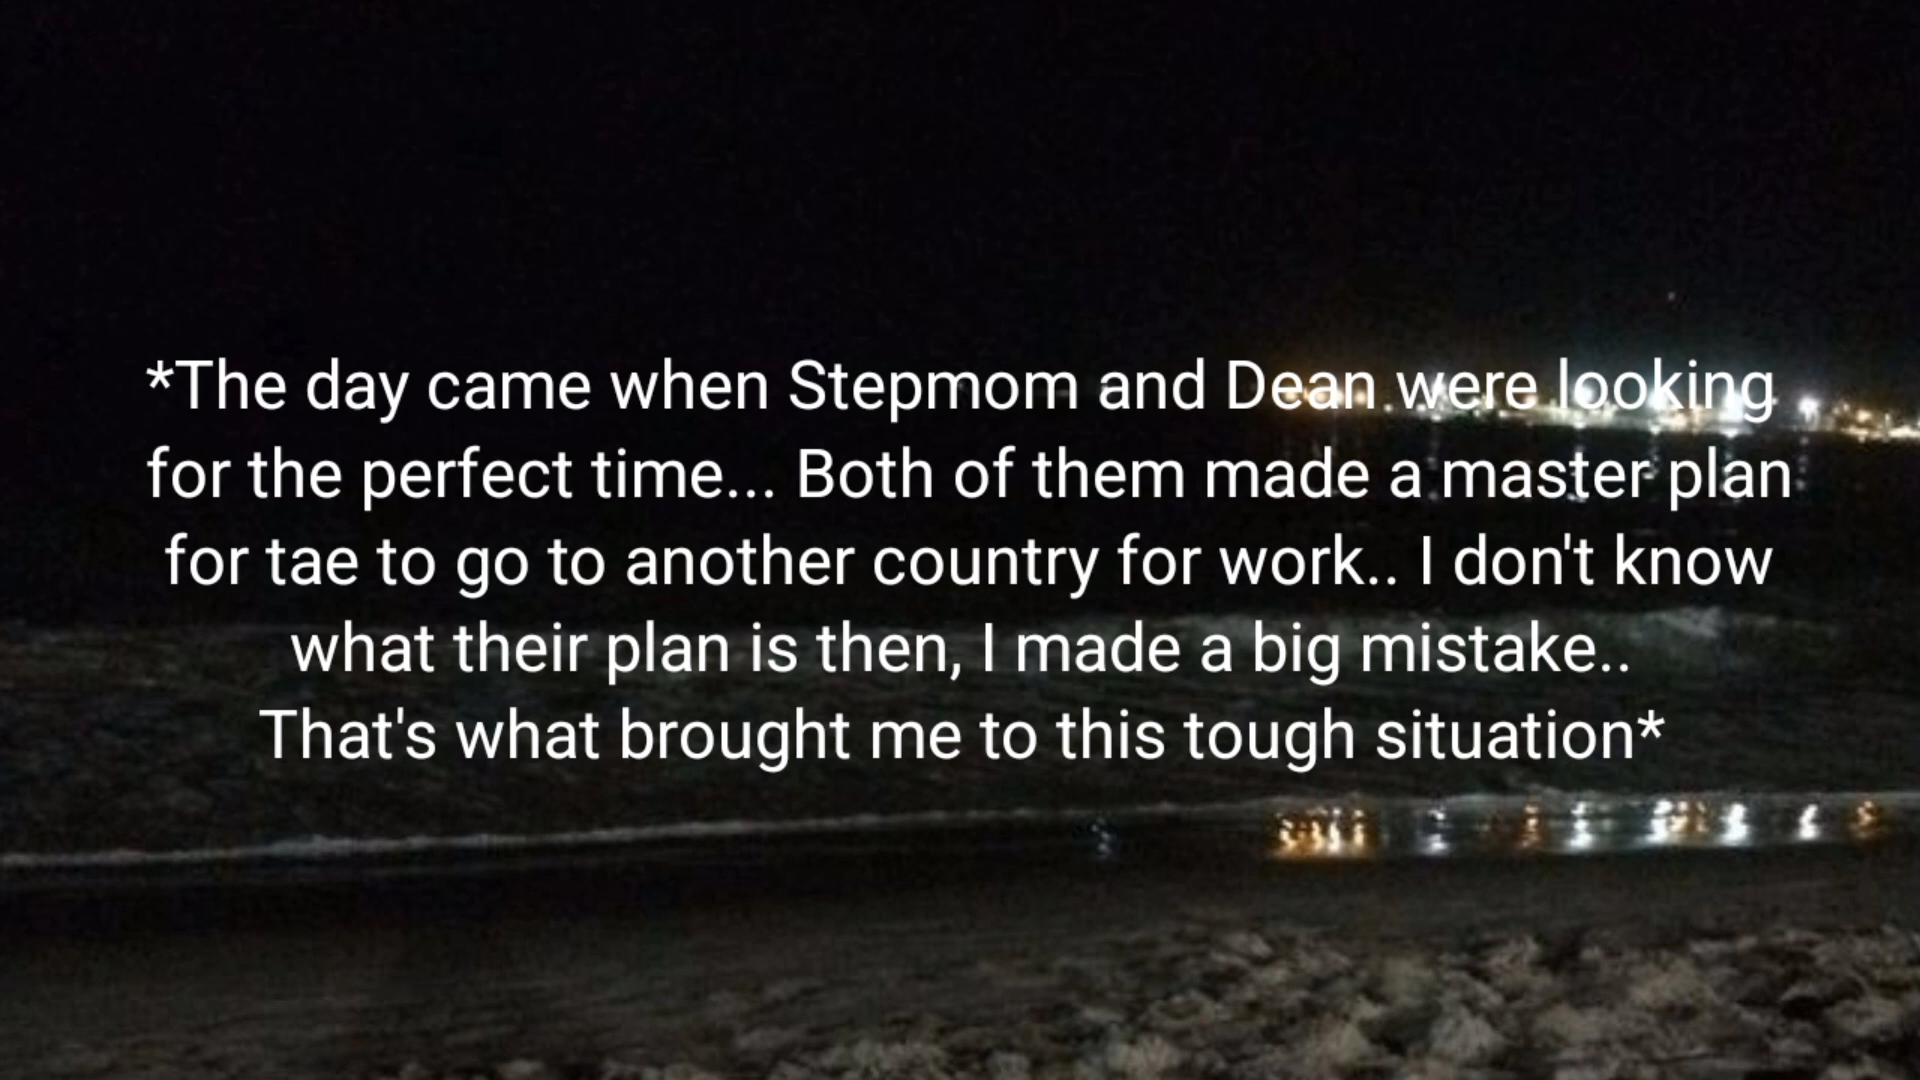 *The day came when Stepmom and Dean were looking
for the perfect time... Both of them made a master plan
for tae to go to another country for work.. I don't know
what their plan is then, I made a big mistake..
That's what brought me to this tough situation*